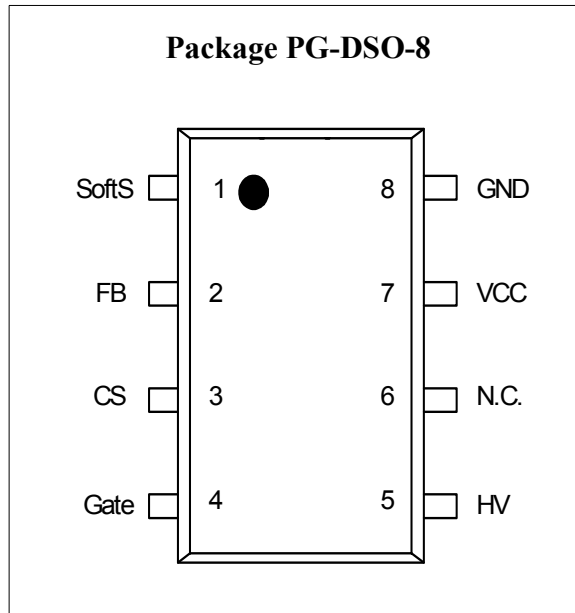 Package PG-DSO-8
SoftS 1 8 GND
FB 2 7 VCC
CS 3 6 N.C.
Gate 4 5 HV